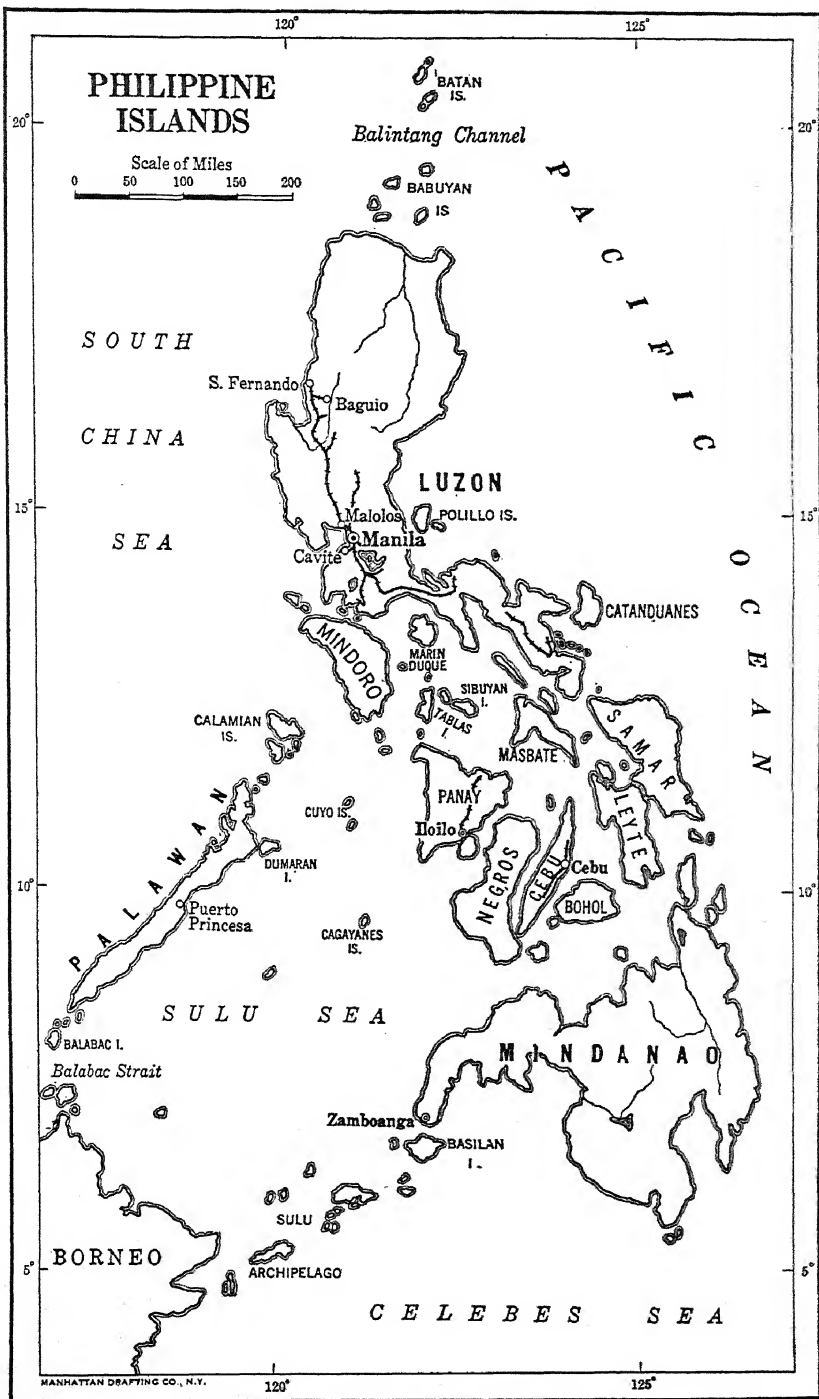 120°
125°
PHILIPPINE
ISLANDS
Scale of Miles
0 50 100 150 200
BATAN
IS.
20°
20°
Balintang Channel
BABUYAN
IS
PACIFIC
OCEAN
SOUTH
CHINA
SEA
S. Fernando
Baguio
LUZON
15°
15°
Malolos
POLILLO IS.
Manila
Cavite
CATANDUANES
MINDORO
MARIN
DUQUE
SIBUYAN
I.
TABLAS
I.
CALAMIAN
IS.
MASBATE
SAMAR
PANAY
CUYO IS.
LEYTE
Iloilo
PALAWAN
DUMARAN
I.
NEGROS
CEBU
Cebu
10°
10°
BOHOL
Puerto
Princesa
CAGAYANES
IS.
SULU SEA
BALABAC I.
MINDANAO
Balabac Strait
Zamboanga
BASILAN
I.
SULU
ARCHIPELAGO
BORNEO
5°
5°
CELEBES SEA
MANHATTAN DRAFTING CO., N.Y.
120°
125°